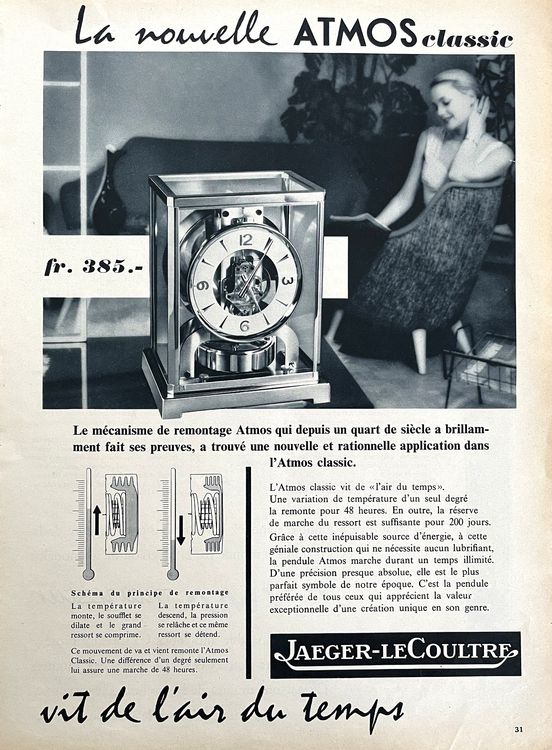 La nouvelle ATMOS classic
fr. 385.-
12
3
6
9
Le mécanisme de remontage Atmos qui depuis un quart de siècle a brillam-
ment fait ses preuves, a trouvé une nouvelle et rationnelle application dans
l'Atmos classic.
Schéma du principe de remontage
La température
monte, le soufflet se
dilate et le grand
ressort se comprime.
La température
descend, la pression
se relâche et ce même
ressort se détend.
Ce mouvement de va et vient remonte l'Atmos
Classic. Une différence d'un degré seulement
lui assure une marche de 48 heures.
L'Atmos classic vit de «l'air du temps».
Une variation de température d'un seul degré
la remonte pour 48 heures. En outre, la réserve
de marche du ressort est suffisante pour 200 jours.
Grâce à cette inépuisable source d'énergie, à cette
géniale construction qui ne nécessite aucun lubrifiant,
la pendule Atmos marche durant un temps illimité.
D'une précision presque absolue, elle est le plus
parfait symbole de notre époque. C'est la pendule
préférée de tous ceux qui apprécient la valeur
exceptionnelle d'une création unique en son genre.
JAEGER-LECOULTRE
vit de l'air du temps
31